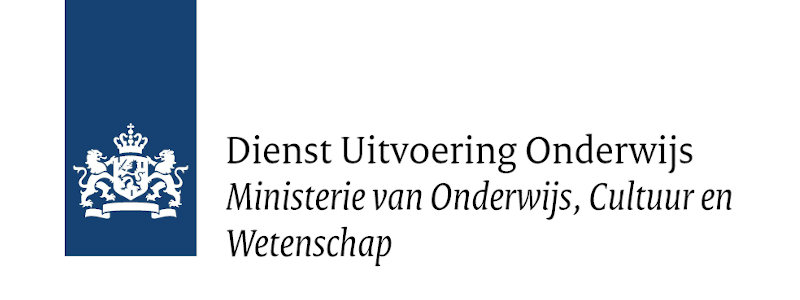 Dienst Uitvoering Onderwijs
Ministerie van Onderwijs, Cultuur en
Wetenschap